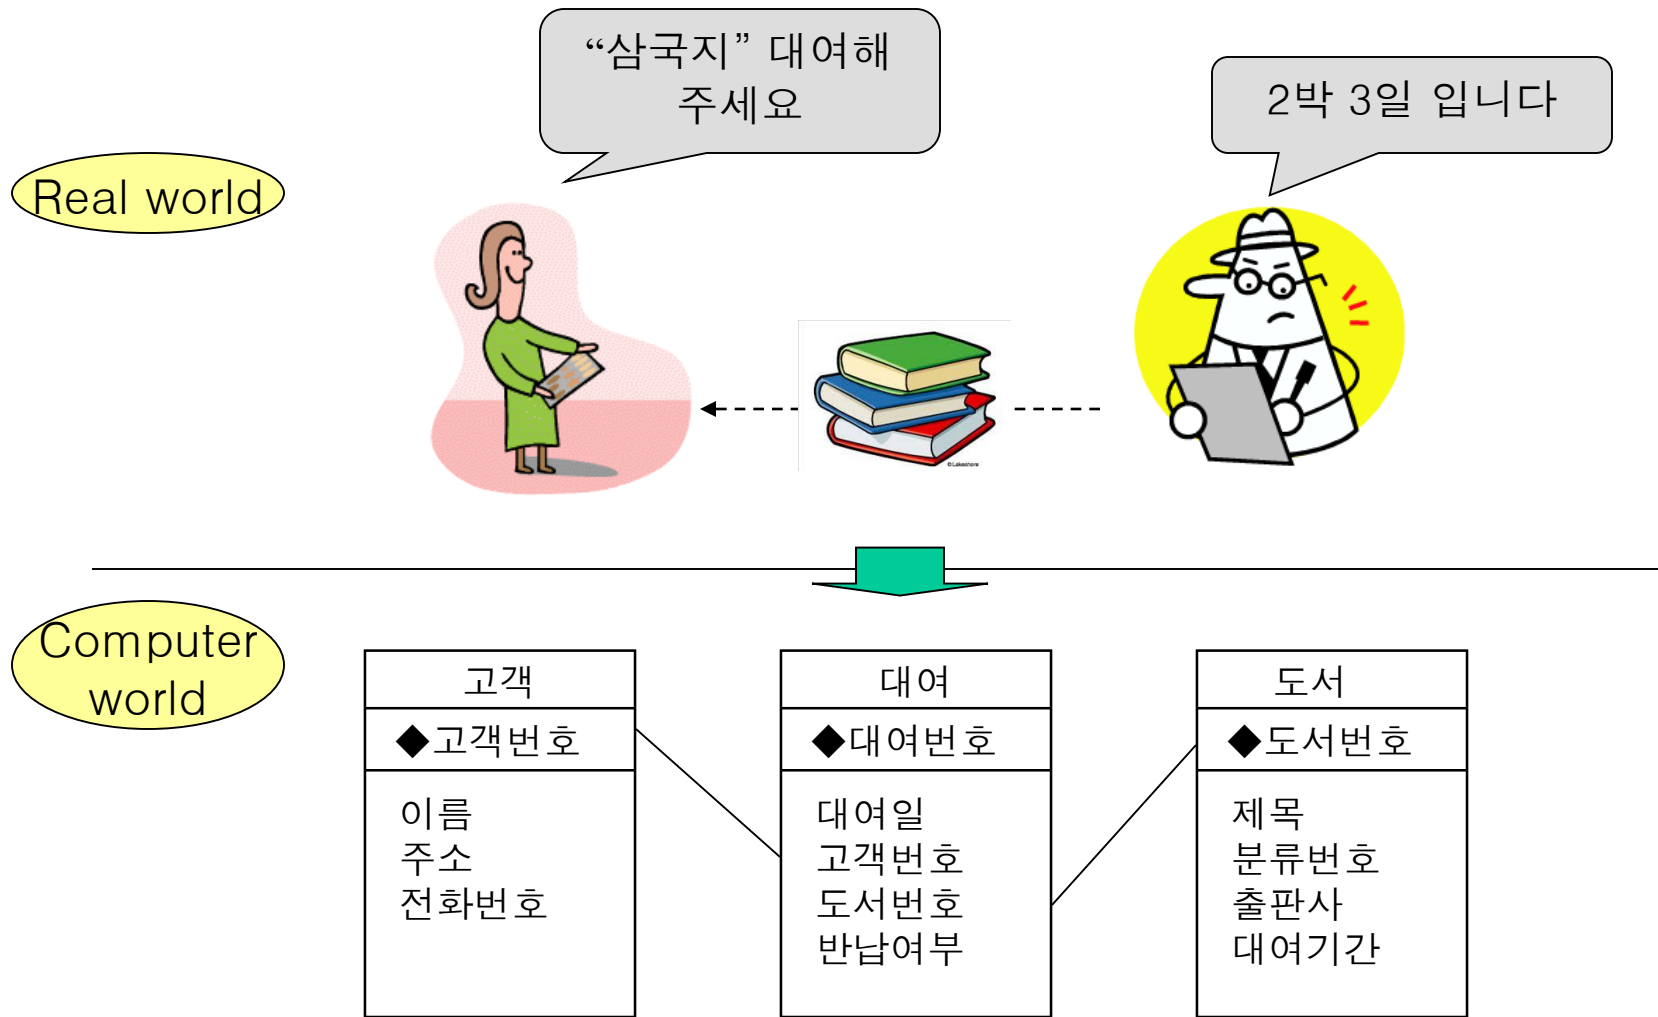 “삼국지” 대여해
주세요
2박 3일 입니다
Real world
©Lakeshore
Computer
world
고객
◆고객번호
이름
주소
전화번호
대여
◆대여번호
대여일
고객번호
도서번호
반납여부
도서
◆도서번호
제목
분류번호
출판사
대여기간